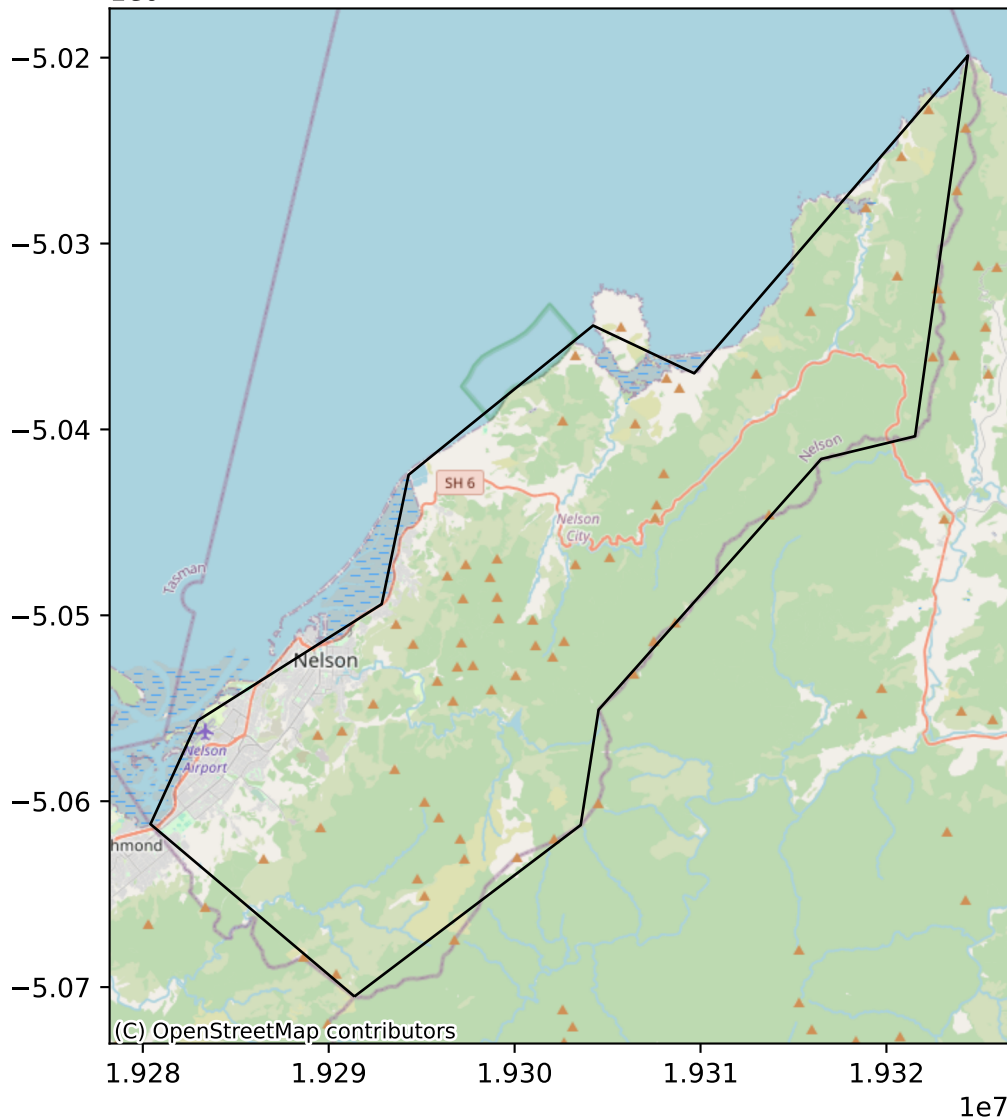 −5.02
−5.03
−5.04
−5.05
−5.06
−5.07
Tasman
SH 6
Nelson
Nelson
City
Nelson
Nelson
Airport
hmond
(C) OpenStreetMap contributors
1.928 1.929 1.930 1.931 1.932
1e7